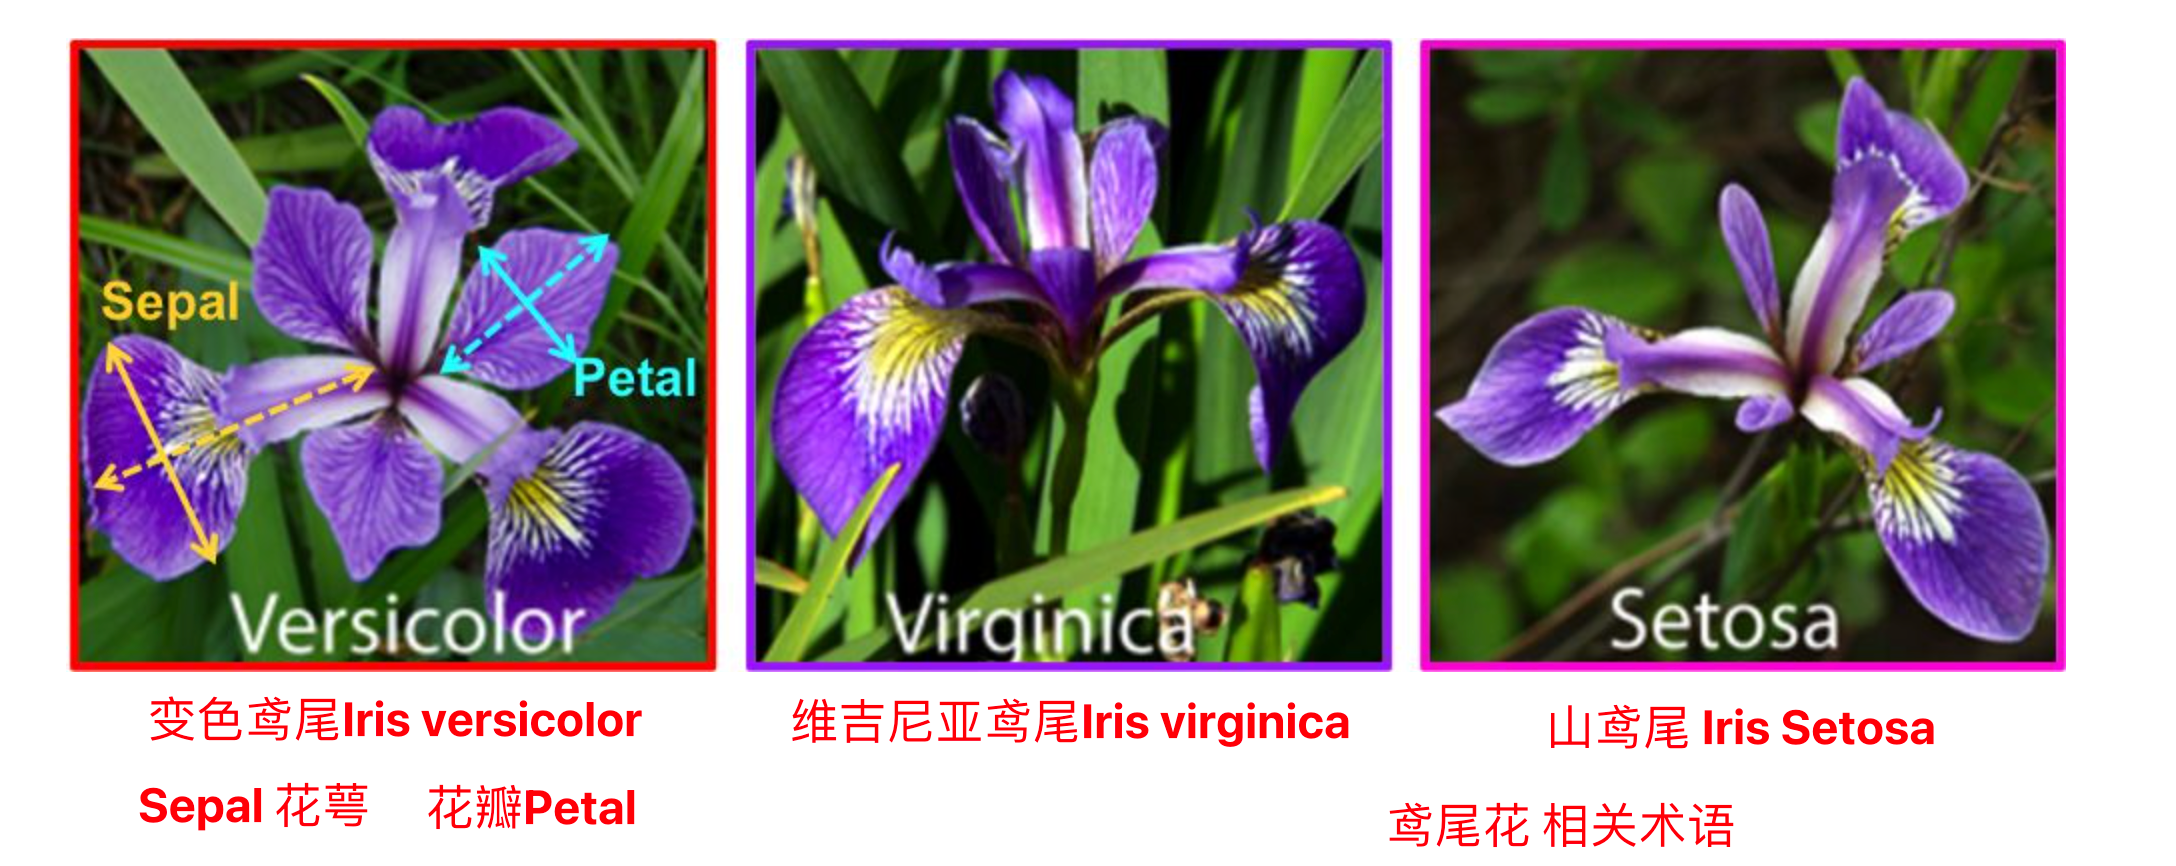 Sepal
Petal
Versicolor
Virginica
Setosa
变色鸢尾Iris versicolor
维吉尼亚鸢尾Iris virginica
山鸢尾 Iris Setosa
Sepal 花萼 花瓣Petal
鸢尾花 相关术语